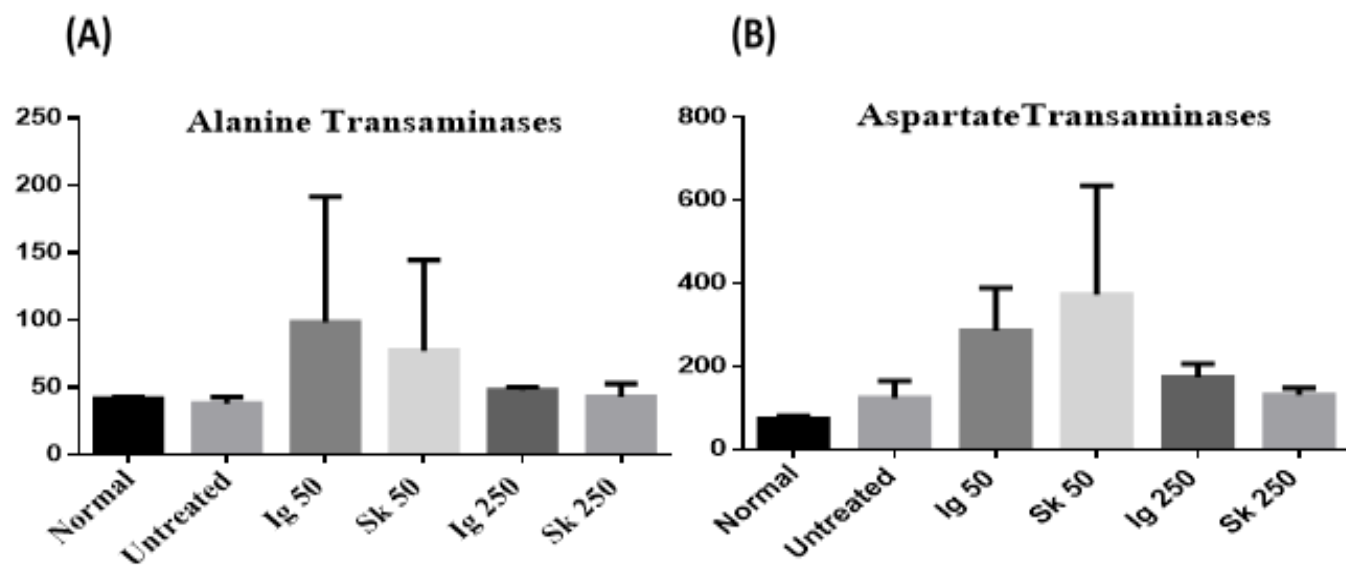 (A)
Alanine Transaminases
250
200
150
100
50
0
Normal
Untreated
Ig 50
Sk 50
Ig 250
Sk 250
(B)
AspartateTransaminases
800
600
400
200
0
Normal
Untreated
Ig 50
Sk 50
Ig 250
Sk 250